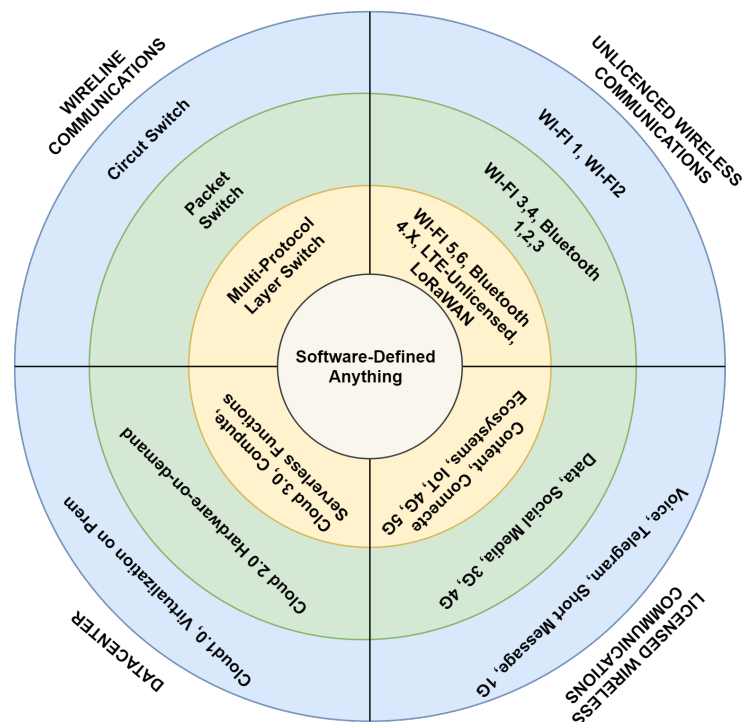 WIRELINE
COMMUNICATIONS
Circut Switch
Packet
Switch
Multi-Protocol
Layer Switch
UNLICENCED WIRELESS
COMMUNICATIONS
WI-FI 1, WI-FI2
WI-FI 3,4, Bluetooth
1,2,3
WI-FI 5,6, Bluetooth
4.X, LTE-Unlicensed,
LoRaWAN
Software-Defined
Anything
Cloud 3.0, Compute,
Serverless Functions
Cloud 2.0 Hardware-on-demand
Cloud1.0, Virtualization on Prem
DATACENTER
Content, Connecte
Ecosystems, IoT, 4G, 5G
Data, Social Media, 3G, 4G
Voice, Telegram, Short Message, 1G
LICENSED WIRELESS
COMMUNICATIONS